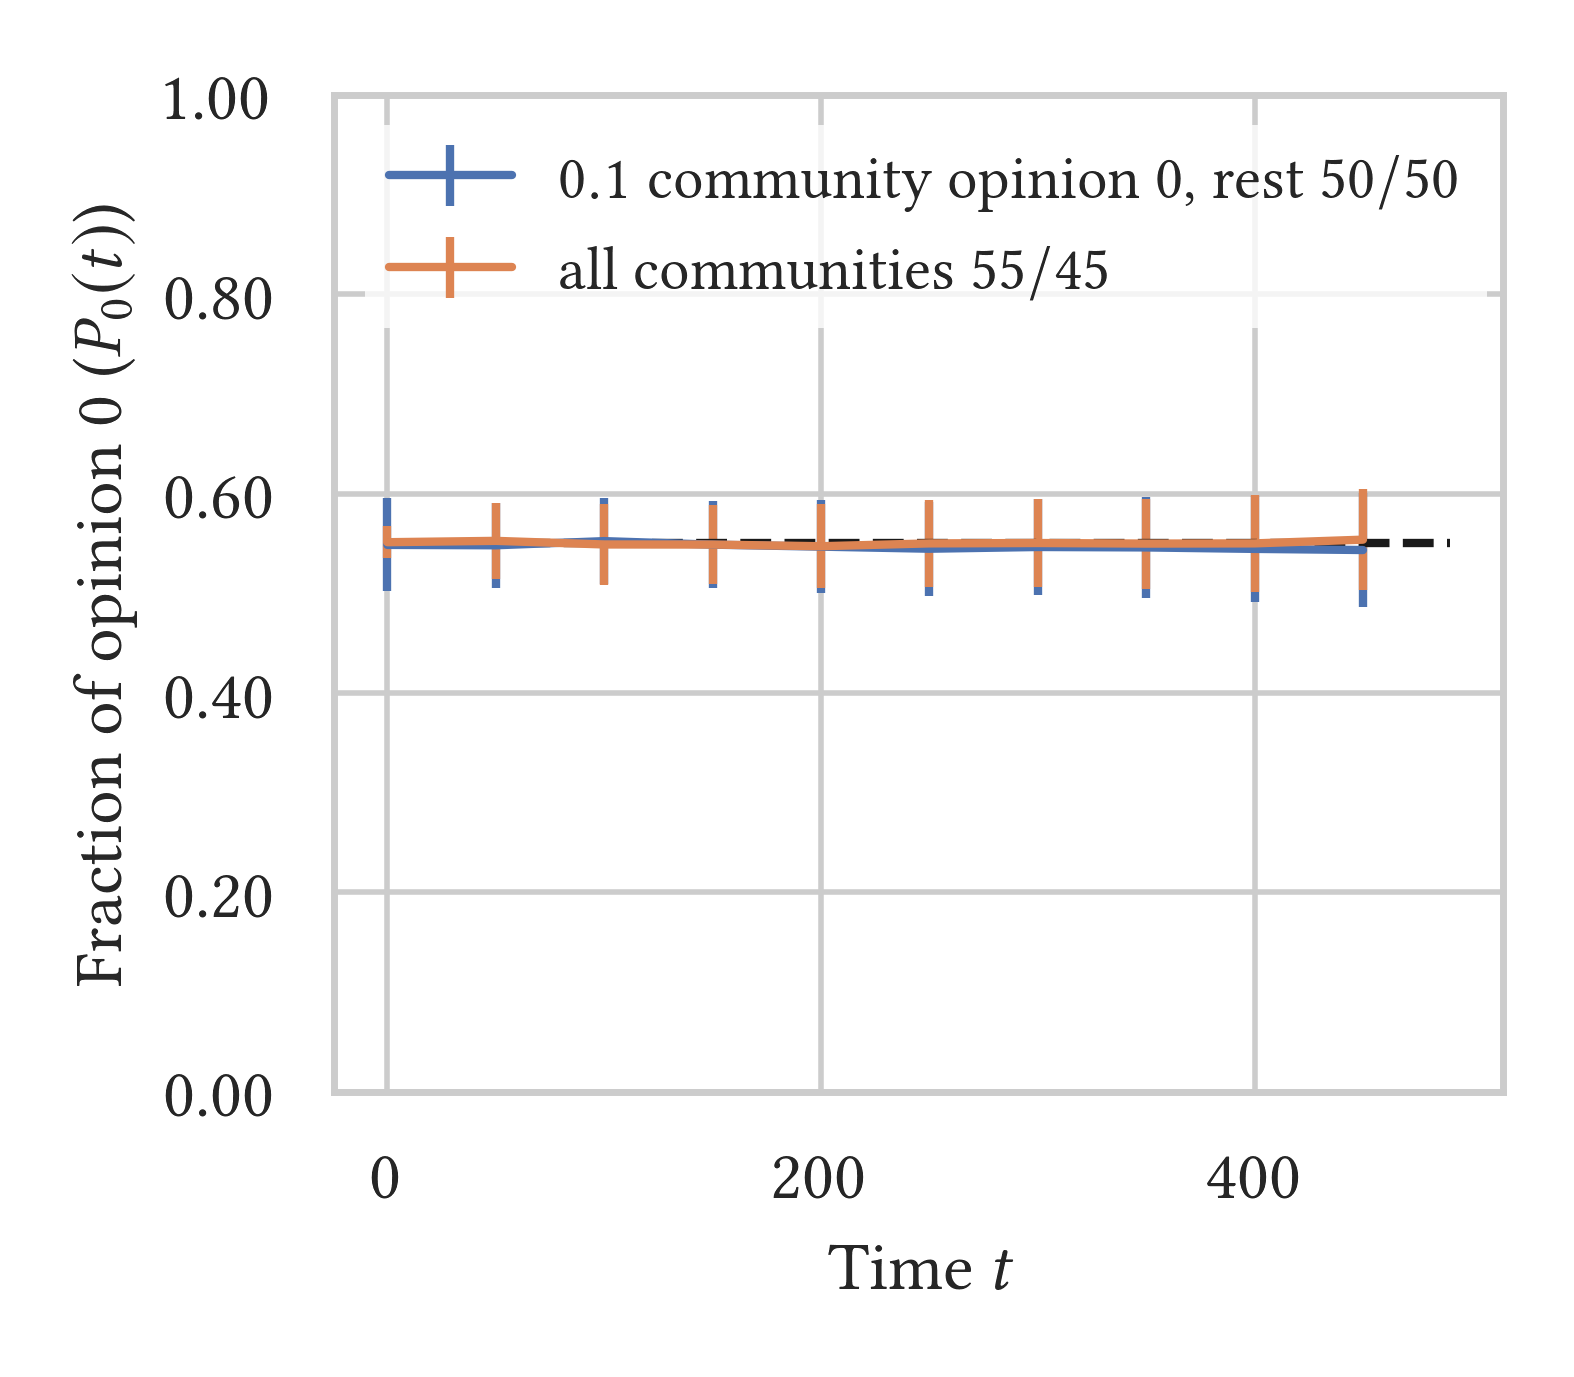 Fraction of opinion 0 (P₀(t))
1.00
0.80
0.60
0.40
0.20
0.00
0.1 community opinion 0, rest 50/50
all communities 55/45
0 200 400
Time t